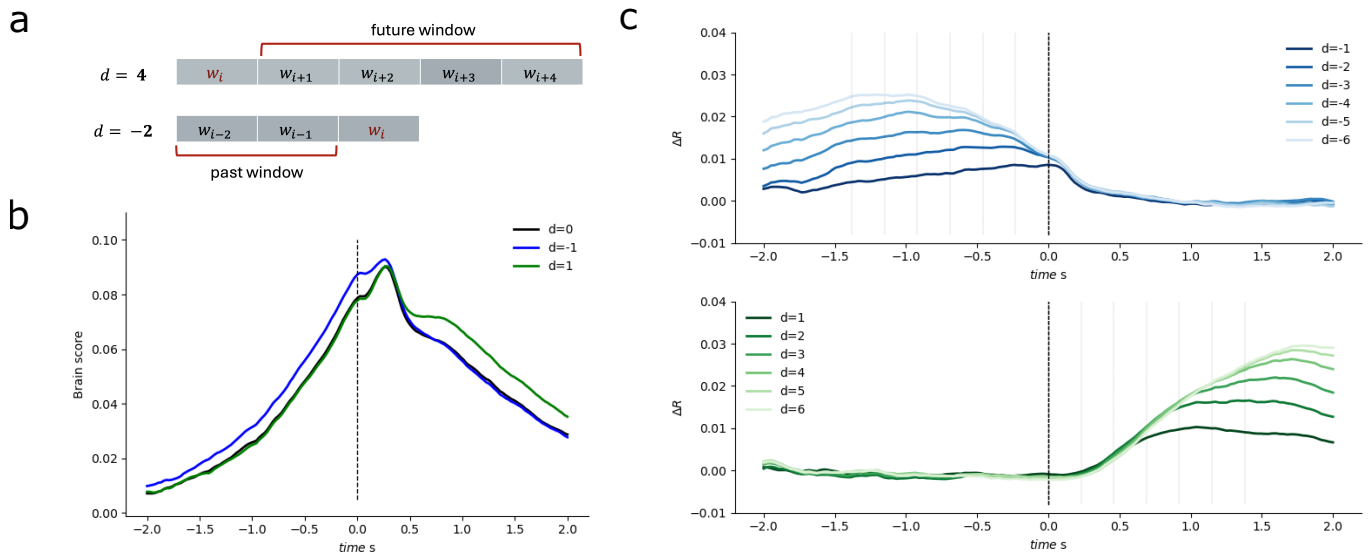 a
future window
d = 4
w_i w_{i+1} w_{i+2} w_{i+3} w_{i+4}
d = −2
w_{i−2} w_{i−1} w_i
past window
b
Brain score
0.10
0.08
0.06
0.04
0.02
0.00
d=0
d=-1
d=1
−2.0 −1.5 −1.0 −0.5 0.0 0.5 1.0 1.5 2.0
time s
c
ΔR
0.04
0.03
0.02
0.01
0.00
−0.01
d=-1
d=-2
d=-3
d=-4
d=-5
d=-6
−2.0 −1.5 −1.0 −0.5 0.0 0.5 1.0 1.5 2.0
time s
ΔR
0.04
0.03
0.02
0.01
0.00
−0.01
d=1
d=2
d=3
d=4
d=5
d=6
−2.0 −1.5 −1.0 −0.5 0.0 0.5 1.0 1.5 2.0
time s